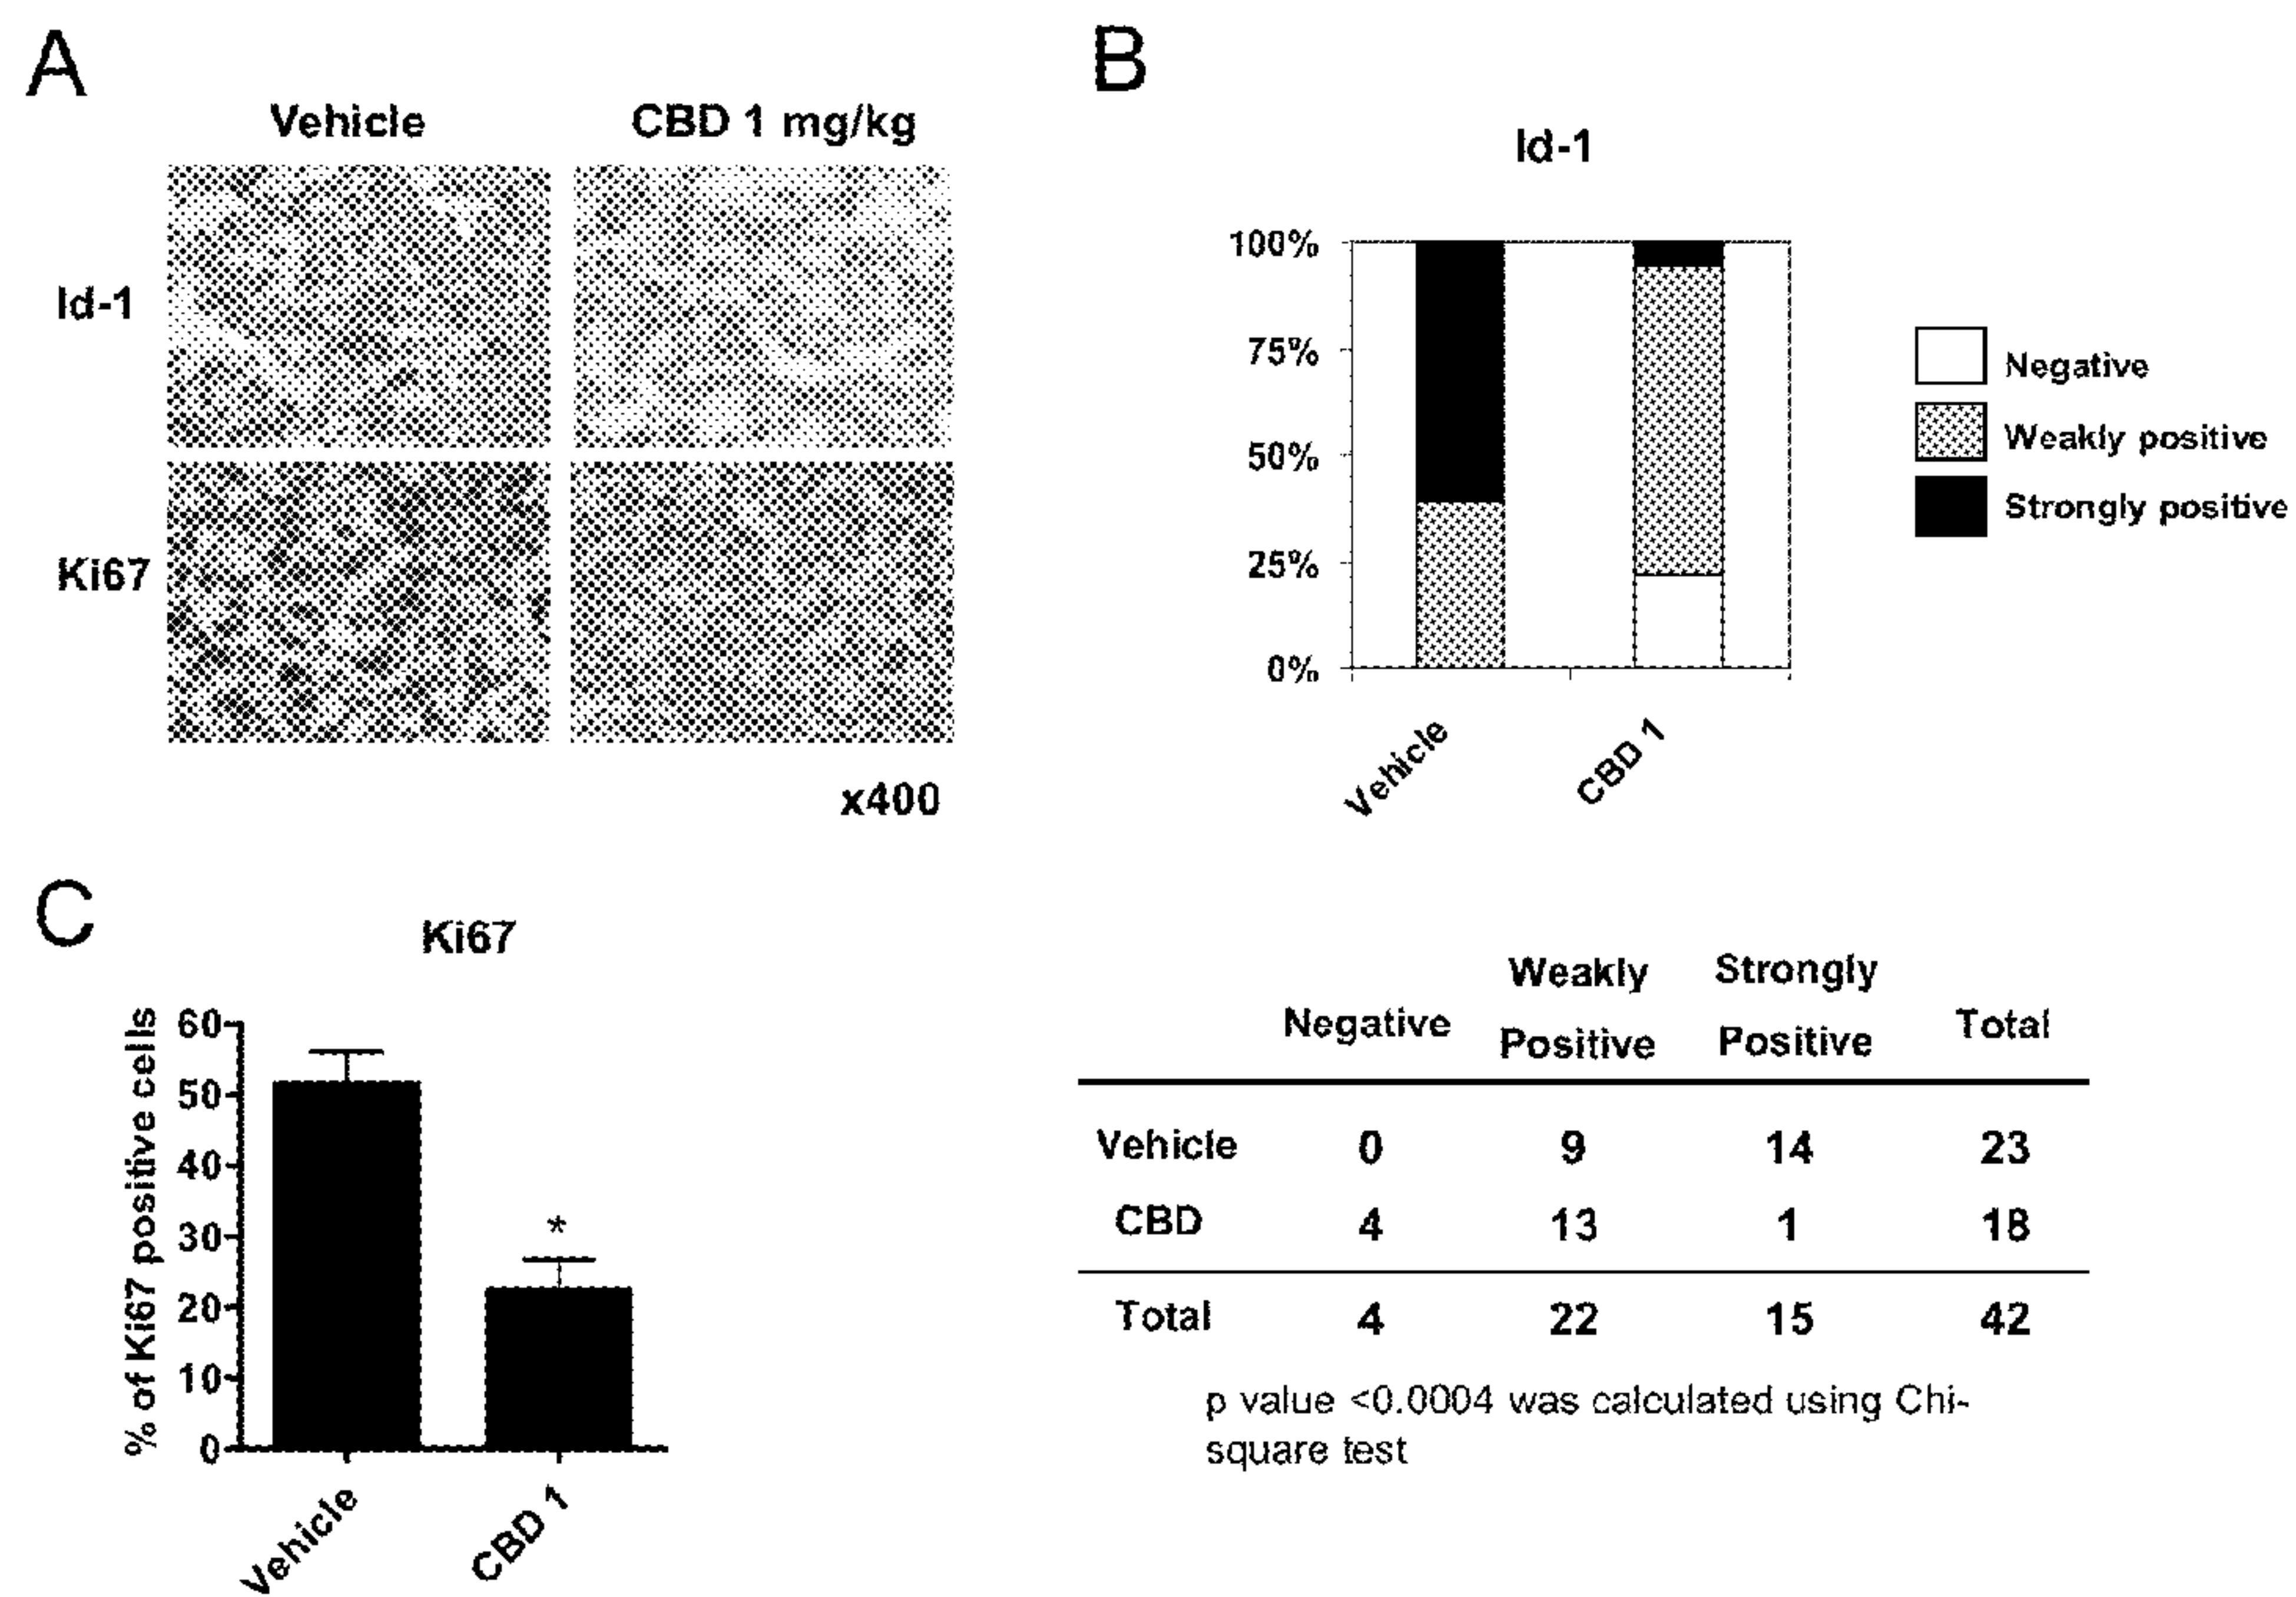 A
Vehicle CBD 1 mg/kg
Id-1
Ki67
x400
B
Id-1
100%
75%
50%
25%
0%
Vehicle
CBD 1
Negative
Weakly positive
Strongly positive
C
Ki67
% of Ki67 positive cells
60
50
40
30
20
10
0
*
Vehicle
CBD 1
Weakly Strongly
Negative Positive Positive Total
Vehicle 0 9 14 23
CBD 4 13 1 18
Total 4 22 15 42
p value <0.0004 was calculated using Chi-
square test